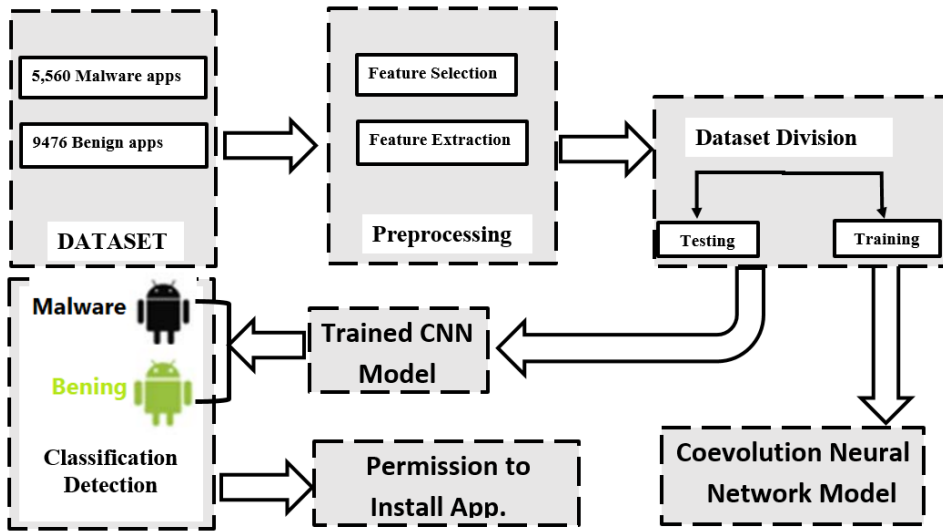 5,560 Malware apps
9476 Benign apps
DATASET
Feature Selection
Feature Extraction
Preprocessing
Dataset Division
Testing
Training
Malware
Bening
Classification
Detection
Trained CNN
Model
Permission to
Install App.
Coevolution Neural
Network Model